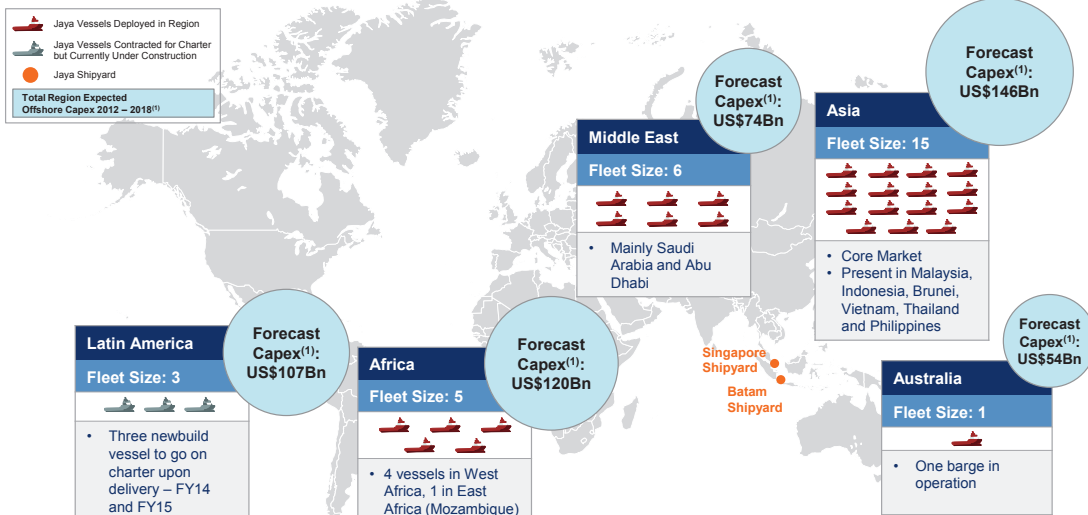 Jaya Vessels Deployed in Region
Jaya Vessels Contracted for Charter
but Currently Under Construction
Jaya Shipyard
Total Region Expected
Offshore Capex 2012 – 2018(1)
Forecast
Capex(1):
US$74Bn
Middle East
Fleet Size: 6
• Mainly Saudi
Arabia and Abu
Dhabi
Forecast
Capex(1):
US$146Bn
Asia
Fleet Size: 15
• Core Market
• Present in Malaysia,
Indonesia, Brunei,
Vietnam, Thailand
and Philippines
Forecast
Capex(1):
US$107Bn
Latin America
Fleet Size: 3
• Three newbuild
vessel to go on
charter upon
delivery – FY14
and FY15
Forecast
Capex(1):
US$120Bn
Africa
Fleet Size: 5
• 4 vessels in West
Africa, 1 in East
Africa (Mozambique)
Singapore
Shipyard
Batam
Shipyard
Forecast
Capex(1):
US$54Bn
Australia
Fleet Size: 1
• One barge in
operation